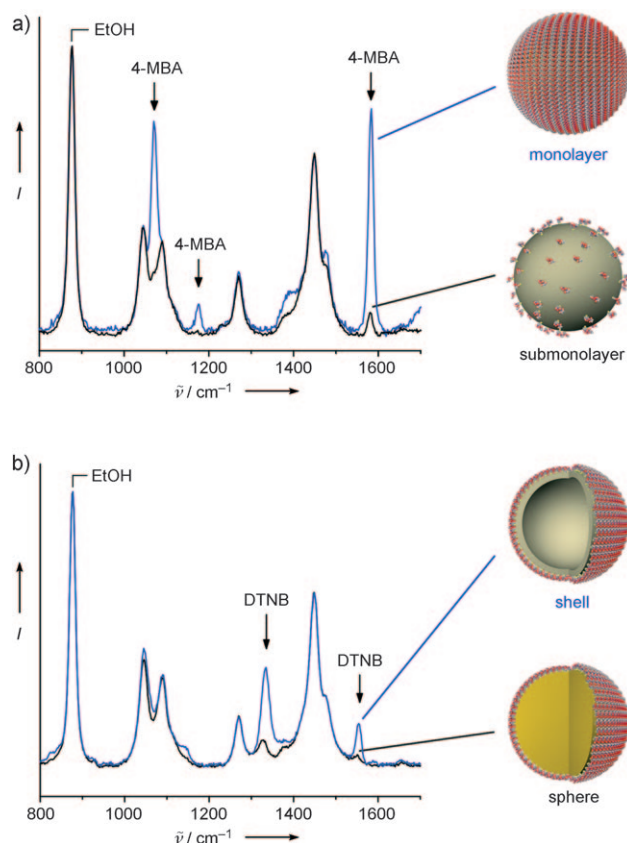 a)
EtOH
4-MBA
4-MBA
4-MBA
I
monolayer
submonolayer
800 1000 1200 1400 1600
ν̃ / cm⁻¹
b)
EtOH
DTNB
DTNB
I
shell
sphere
800 1000 1200 1400 1600
ν̃ / cm⁻¹